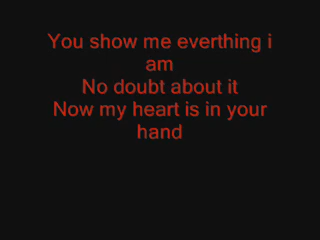 You show me everthing i
am
No doubt about it
Now my heart is in your
hand